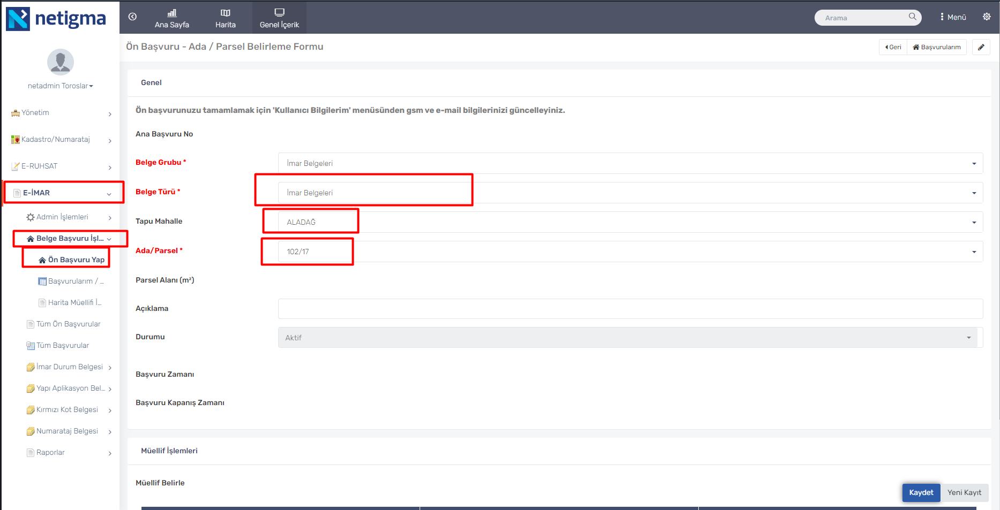 netigma
Ana Sayfa
Harita
Genel İçerik
Arama
Menü
Ön Başvuru - Ada / Parsel Belirleme Formu
Geri
Başvurularım
netadmin Toroslar
Yönetim
Kadastro/Numarataj
E-RUHSAT
E-İMAR
Admin İşlemleri
Belge Başvuru İşl...
Ön Başvuru Yap
Başvurularım / ...
Harita Müellifi İ...
Tüm Ön Başvurular
Tüm Başvurular
İmar Durum Belgesi
Yapı Aplikasyon Bel...
Kırmızı Kot Belgesi
Numarataj Belgesi
Raporlar
Genel
Ön başvurunuzu tamamlamak için 'Kullanıcı Bilgilerim' menüsünden gsm ve e-mail bilgilerinizi güncelleyiniz.
Ana Başvuru No
Belge Grubu * İmar Belgeleri
Belge Türü * İmar Belgeleri
Tapu Mahalle ALADAĞ
Ada/Parsel * 102/17
Parsel Alanı (m²)
Açıklama
Durumu Aktif
Başvuru Zamanı
Başvuru Kapanış Zamanı
Müellif İşlemleri
Müellif Belirle
Kaydet Yeni Kayıt